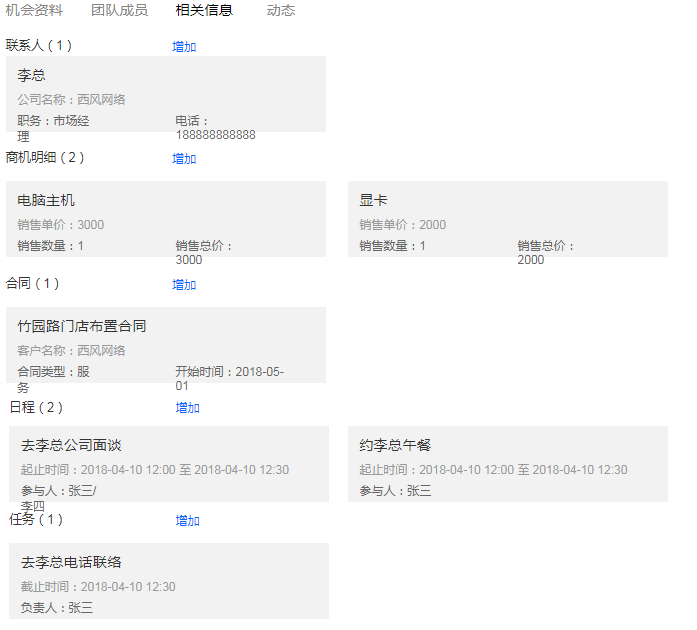 机会资料 团队成员 相关信息 动态
联系人（1） 增加
李总
公司名称：西风网络
职务：市场经 电话：
理 188888888888
商机明细（2） 增加
电脑主机 显卡
销售单价：3000 销售单价：2000
销售数量：1 销售总价： 销售数量：1 销售总价：
3000 2000
合同（1） 增加
竹园路门店布置合同
客户名称：西风网络
合同类型：服 开始时间：2018-05-
务 01
日程（2） 增加
去李总公司面谈 约李总午餐
起止时间：2018-04-10 12:00 至 2018-04-10 12:30 起止时间：2018-04-10 12:00 至 2018-04-10 12:30
参与人：张三/ 参与人：张三
李四
任务（1） 增加
去李总电话联络
截止时间：2018-04-10 12:30
负责人：张三